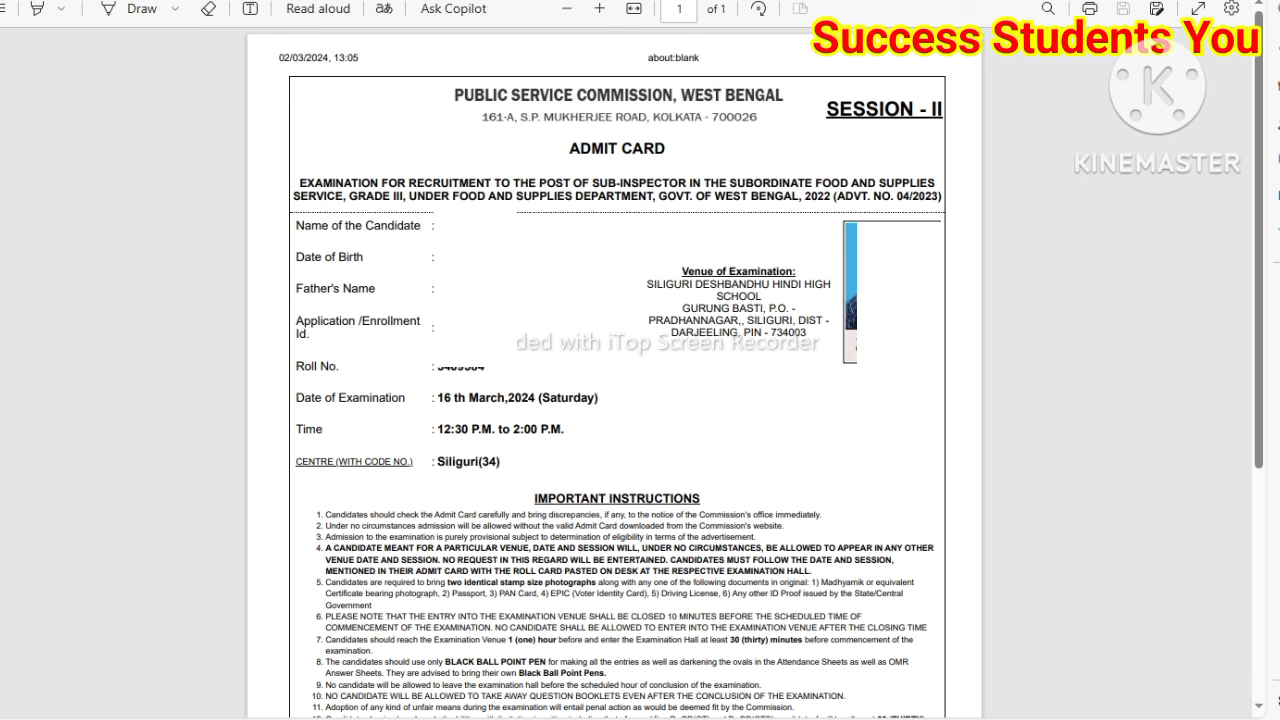 Draw
Read aloud
Ask Copilot
1 of 1
Success Students You
02/03/2024, 13:05
about:blank
K
KINEMASTER
PUBLIC SERVICE COMMISSION, WEST BENGAL
161-A, S.P. MUKHERJEE ROAD, KOLKATA - 700026
SESSION - II
ADMIT CARD
EXAMINATION FOR RECRUITMENT TO THE POST OF SUB-INSPECTOR IN THE SUBORDINATE FOOD AND SUPPLIES
SERVICE, GRADE III, UNDER FOOD AND SUPPLIES DEPARTMENT, GOVT. OF WEST BENGAL, 2022 (ADVT. NO. 04/2023)
Name of the Candidate :
Date of Birth :
Father's Name :
Application /Enrollment
Id. :
Venue of Examination:
SILIGURI DESHBANDHU HINDI HIGH
SCHOOL
GURUNG BASTI, P.O. -
PRADHANNAGAR,, SILIGURI, DIST -
DARJEELING, PIN - 734003
ded with iTop Screen Recorder
Roll No. :
Date of Examination : 16 th March,2024 (Saturday)
Time : 12:30 P.M. to 2:00 P.M.
CENTRE (WITH CODE NO.) : Siliguri(34)
IMPORTANT INSTRUCTIONS
1. Candidates should check the Admit Card carefully and bring discrepancies, if any, to the notice of the Commission's office immediately.
2. Under no circumstances admission will be allowed without the valid Admit Card downloaded from the Commission's website.
3. Admission to the examination is purely provisional subject to determination of eligibility in terms of the advertisement.
4. A CANDIDATE MEANT FOR A PARTICULAR VENUE, DATE AND SESSION WILL, UNDER NO CIRCUMSTANCES, BE ALLOWED TO APPEAR IN ANY OTHER
VENUE DATE AND SESSION. NO REQUEST IN THIS REGARD WILL BE ENTERTAINED. CANDIDATES MUST FOLLOW THE DATE AND SESSION,
MENTIONED IN THEIR ADMIT CARD WITH THE ROLL CARD PASTED ON DESK AT THE RESPECTIVE EXAMINATION HALL.
5. Candidates are required to bring two identical stamp size photographs along with any one of the following documents in original: 1) Madhyamik or equivalent
Certificate bearing photograph, 2) Passport, 3) PAN Card, 4) EPIC (Voter Identity Card), 5) Driving License, 6) Any other ID Proof issued by the State/Central
Government
6. PLEASE NOTE THAT THE ENTRY INTO THE EXAMINATION VENUE SHALL BE CLOSED 10 MINUTES BEFORE THE SCHEDULED TIME OF
COMMENCEMENT OF THE EXAMINATION. NO CANDIDATE SHALL BE ALLOWED TO ENTER INTO THE EXAMINATION VENUE AFTER THE CLOSING TIME
7. Candidates should reach the Examination Venue 1 (one) hour before and enter the Examination Hall at least 30 (thirty) minutes before commencement of the
examination.
8. The candidates should use only BLACK BALL POINT PEN for making all the entries as well as darkening the ovals in the Attendance Sheets as well as OMR
Answer Sheets. They are advised to bring their own Black Ball Point Pens.
9. No candidate will be allowed to leave the examination hall before the scheduled hour of conclusion of the examination.
10. NO CANDIDATE WILL BE ALLOWED TO TAKE AWAY QUESTION BOOKLETS EVEN AFTER THE CONCLUSION OF THE EXAMINATION.
11. Adoption of any kind of unfair means during the examination will entail penal action as would be deemed fit by the Commission.